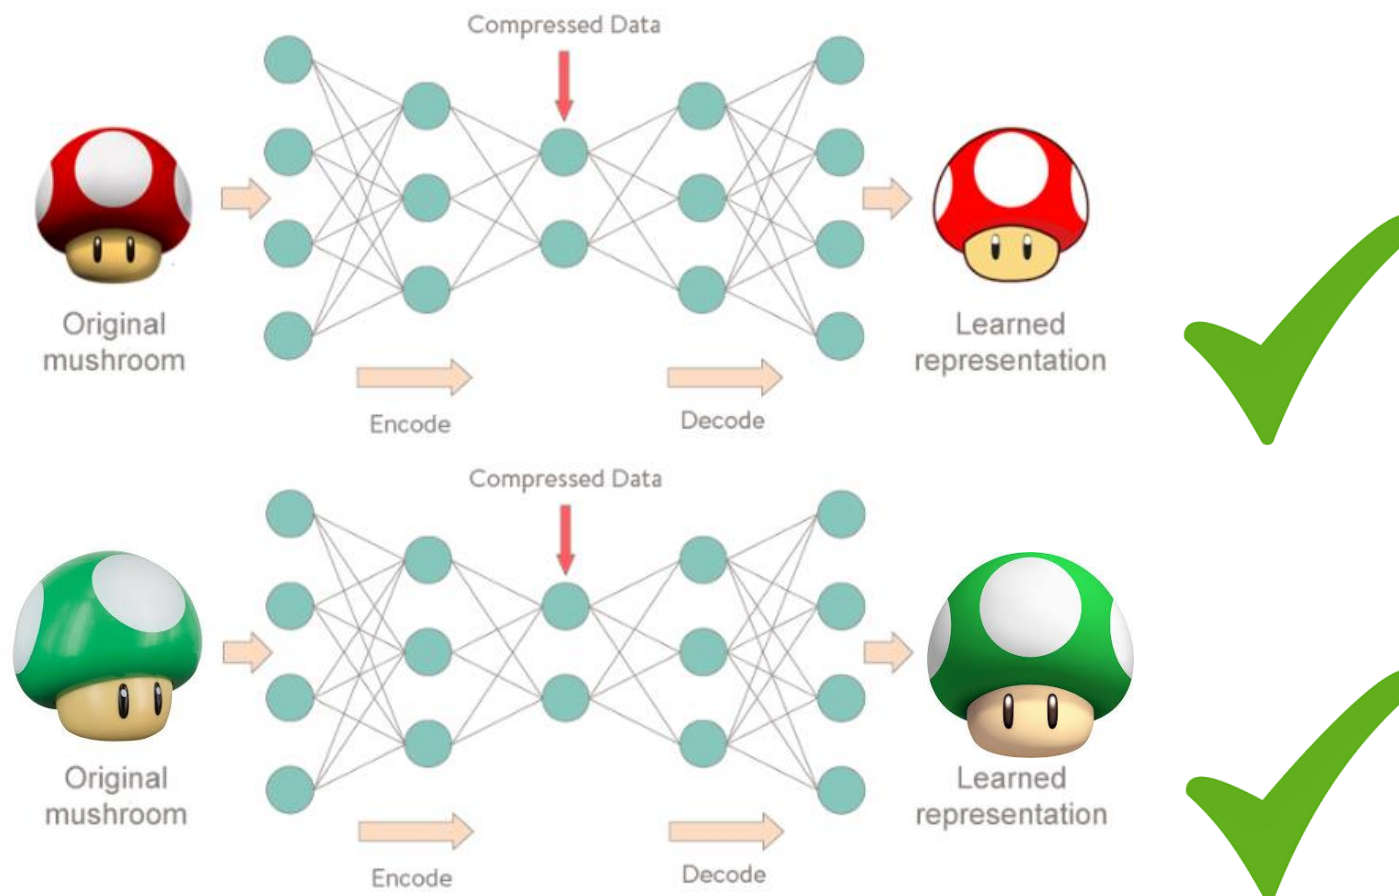 Compressed Data
Original
mushroom
Learned
representation
Encode
Decode
Compressed Data
Original
mushroom
Learned
representation
Encode
Decode